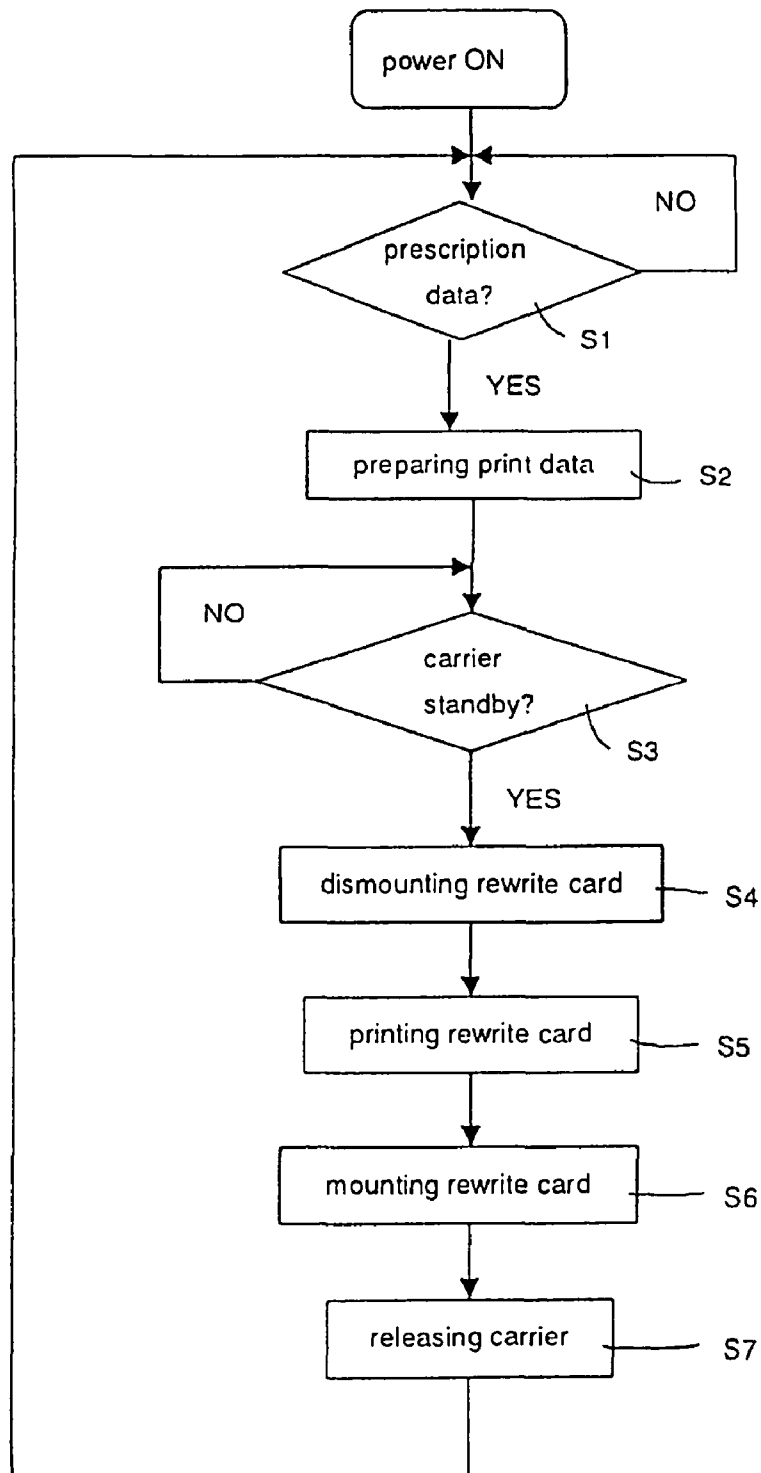 power ON
NO
prescription
data?
S1
YES
preparing print data
S2
NO
carrier
standby?
S3
YES
dismounting rewrite card
S4
printing rewrite card
S5
mounting rewrite card
S6
releasing carrier
S7